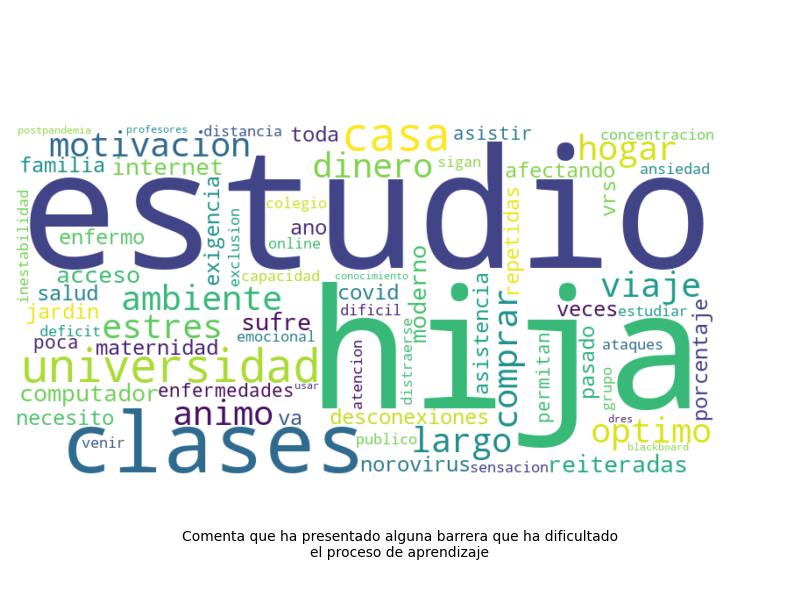 postpandemia
profesores
distancia
toda
casa
asistir
concentracion
motivacion
hogar
familia
internet
dinero
sigan
afectando
ansiedad
estudio
inestabilidad
exigencia
exclusion
colegio
ano
online
repetidas
vrs
enfermo
acceso
capacidad
conocimiento
moderno
salud
ambiente
covid
viaje
jardin
estres
sufre
dificil
hija
veces
estudiar
deficit
emocional
poca
maternidad
universidad
atencion
distraerse
asistencia
comprar
permitan
pasado
grupo
ataques
porcentaje
computador
enfermedades
usar
necesito
animo
va
desconexiones
dres
clases
venir
publico
largo
optimo
blackboard
norovirus
sensacion
reiteradas
Comenta que ha presentado alguna barrera que ha dificultado
el proceso de aprendizaje